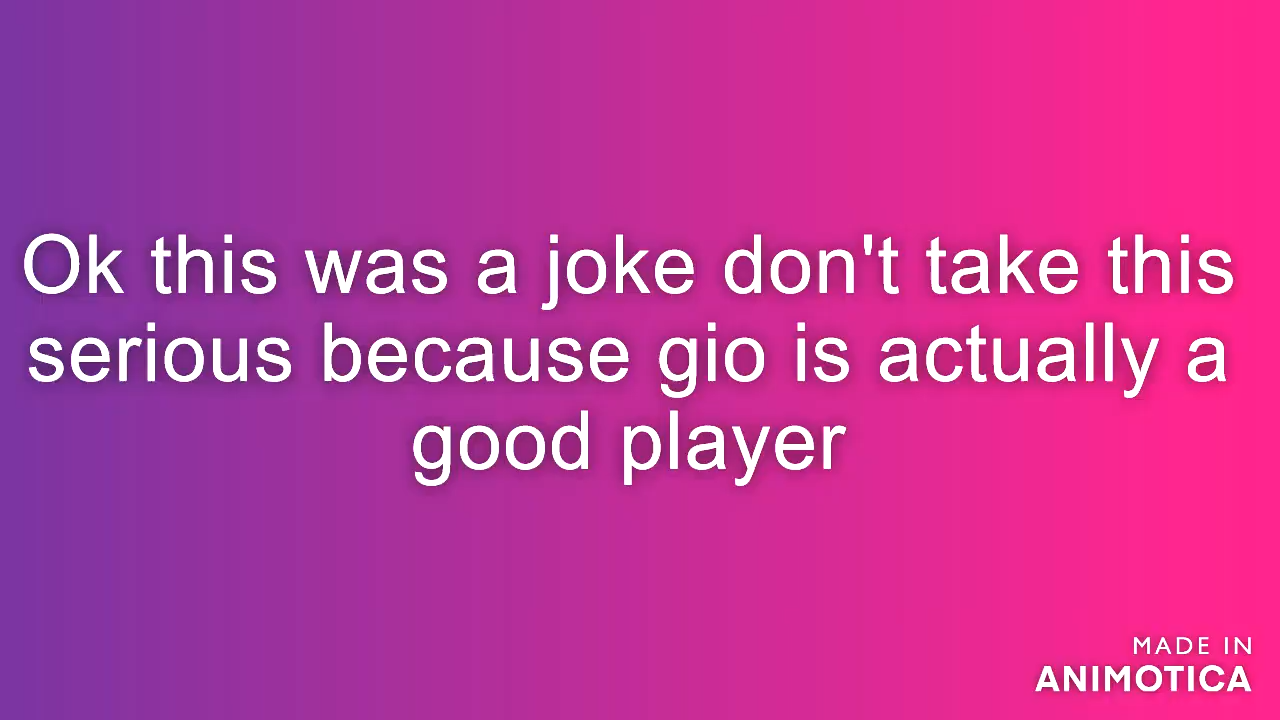 Ok this was a joke don't take this
serious because gio is actually a
good player
MADE IN
ANIMOTICA